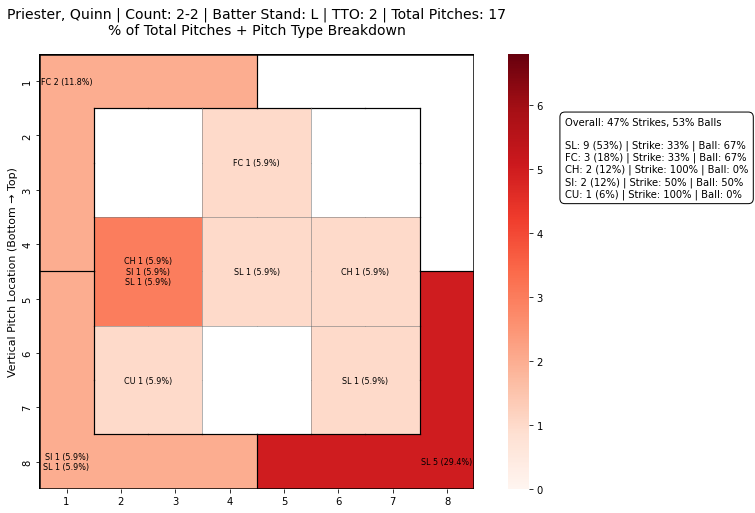 Priester, Quinn | Count: 2-2 | Batter Stand: L | TTO: 2 | Total Pitches: 17
% of Total Pitches + Pitch Type Breakdown
Vertical Pitch Location (Bottom → Top)
1
2
3
4
5
6
7
8
FC 2 (11.8%)
FC 1 (5.9%)
CH 1 (5.9%)
SI 1 (5.9%)
SL 1 (5.9%)
SL 1 (5.9%)
CH 1 (5.9%)
CU 1 (5.9%)
SL 1 (5.9%)
SI 1 (5.9%)
SL 1 (5.9%)
SL 5 (29.4%)
1 2 3 4 5 6 7 8
6
5
4
3
2
1
0
Overall: 47% Strikes, 53% Balls
SL: 9 (53%) | Strike: 33% | Ball: 67%
FC: 3 (18%) | Strike: 33% | Ball: 67%
CH: 2 (12%) | Strike: 100% | Ball: 0%
SI: 2 (12%) | Strike: 50% | Ball: 50%
CU: 1 (6%) | Strike: 100% | Ball: 0%